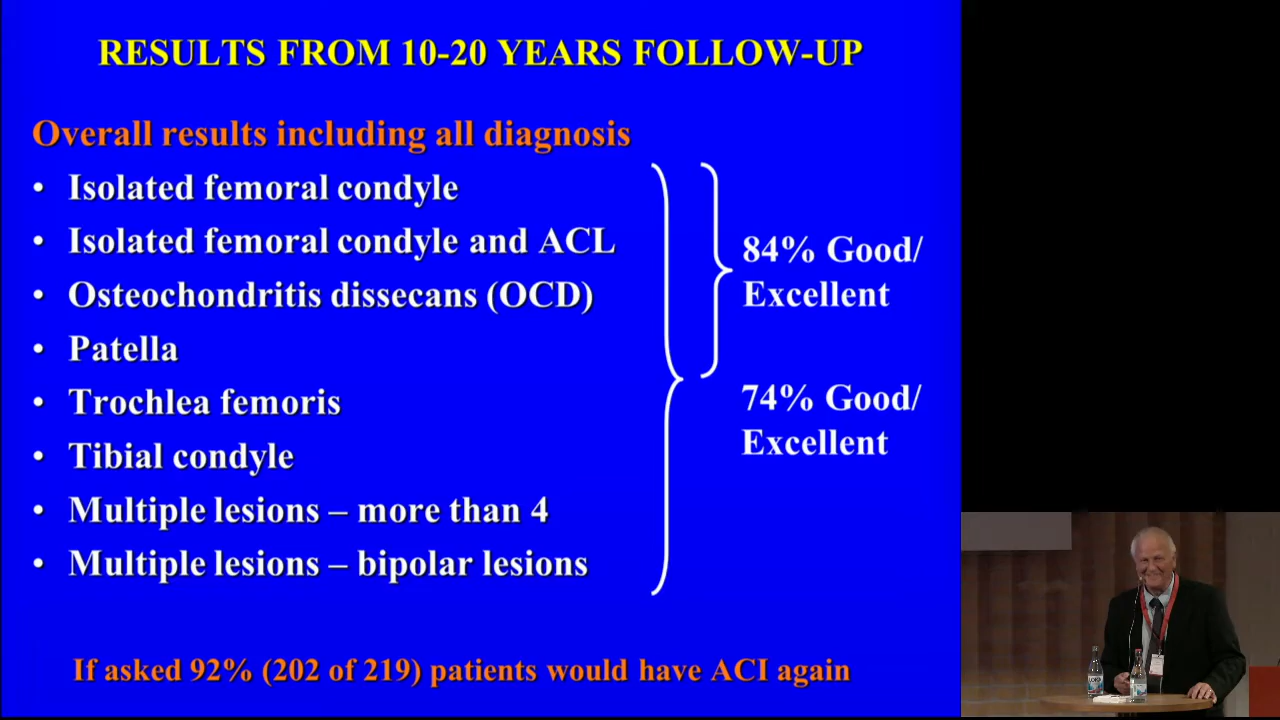 RESULTS FROM 10-20 YEARS FOLLOW-UP
Overall results including all diagnosis
• Isolated femoral condyle
• Isolated femoral condyle and ACL
• Osteochondritis dissecans (OCD)
• Patella
• Trochlea femoris
• Tibial condyle
• Multiple lesions – more than 4
• Multiple lesions – bipolar lesions
84% Good/
Excellent
74% Good/
Excellent
If asked 92% (202 of 219) patients would have ACI again